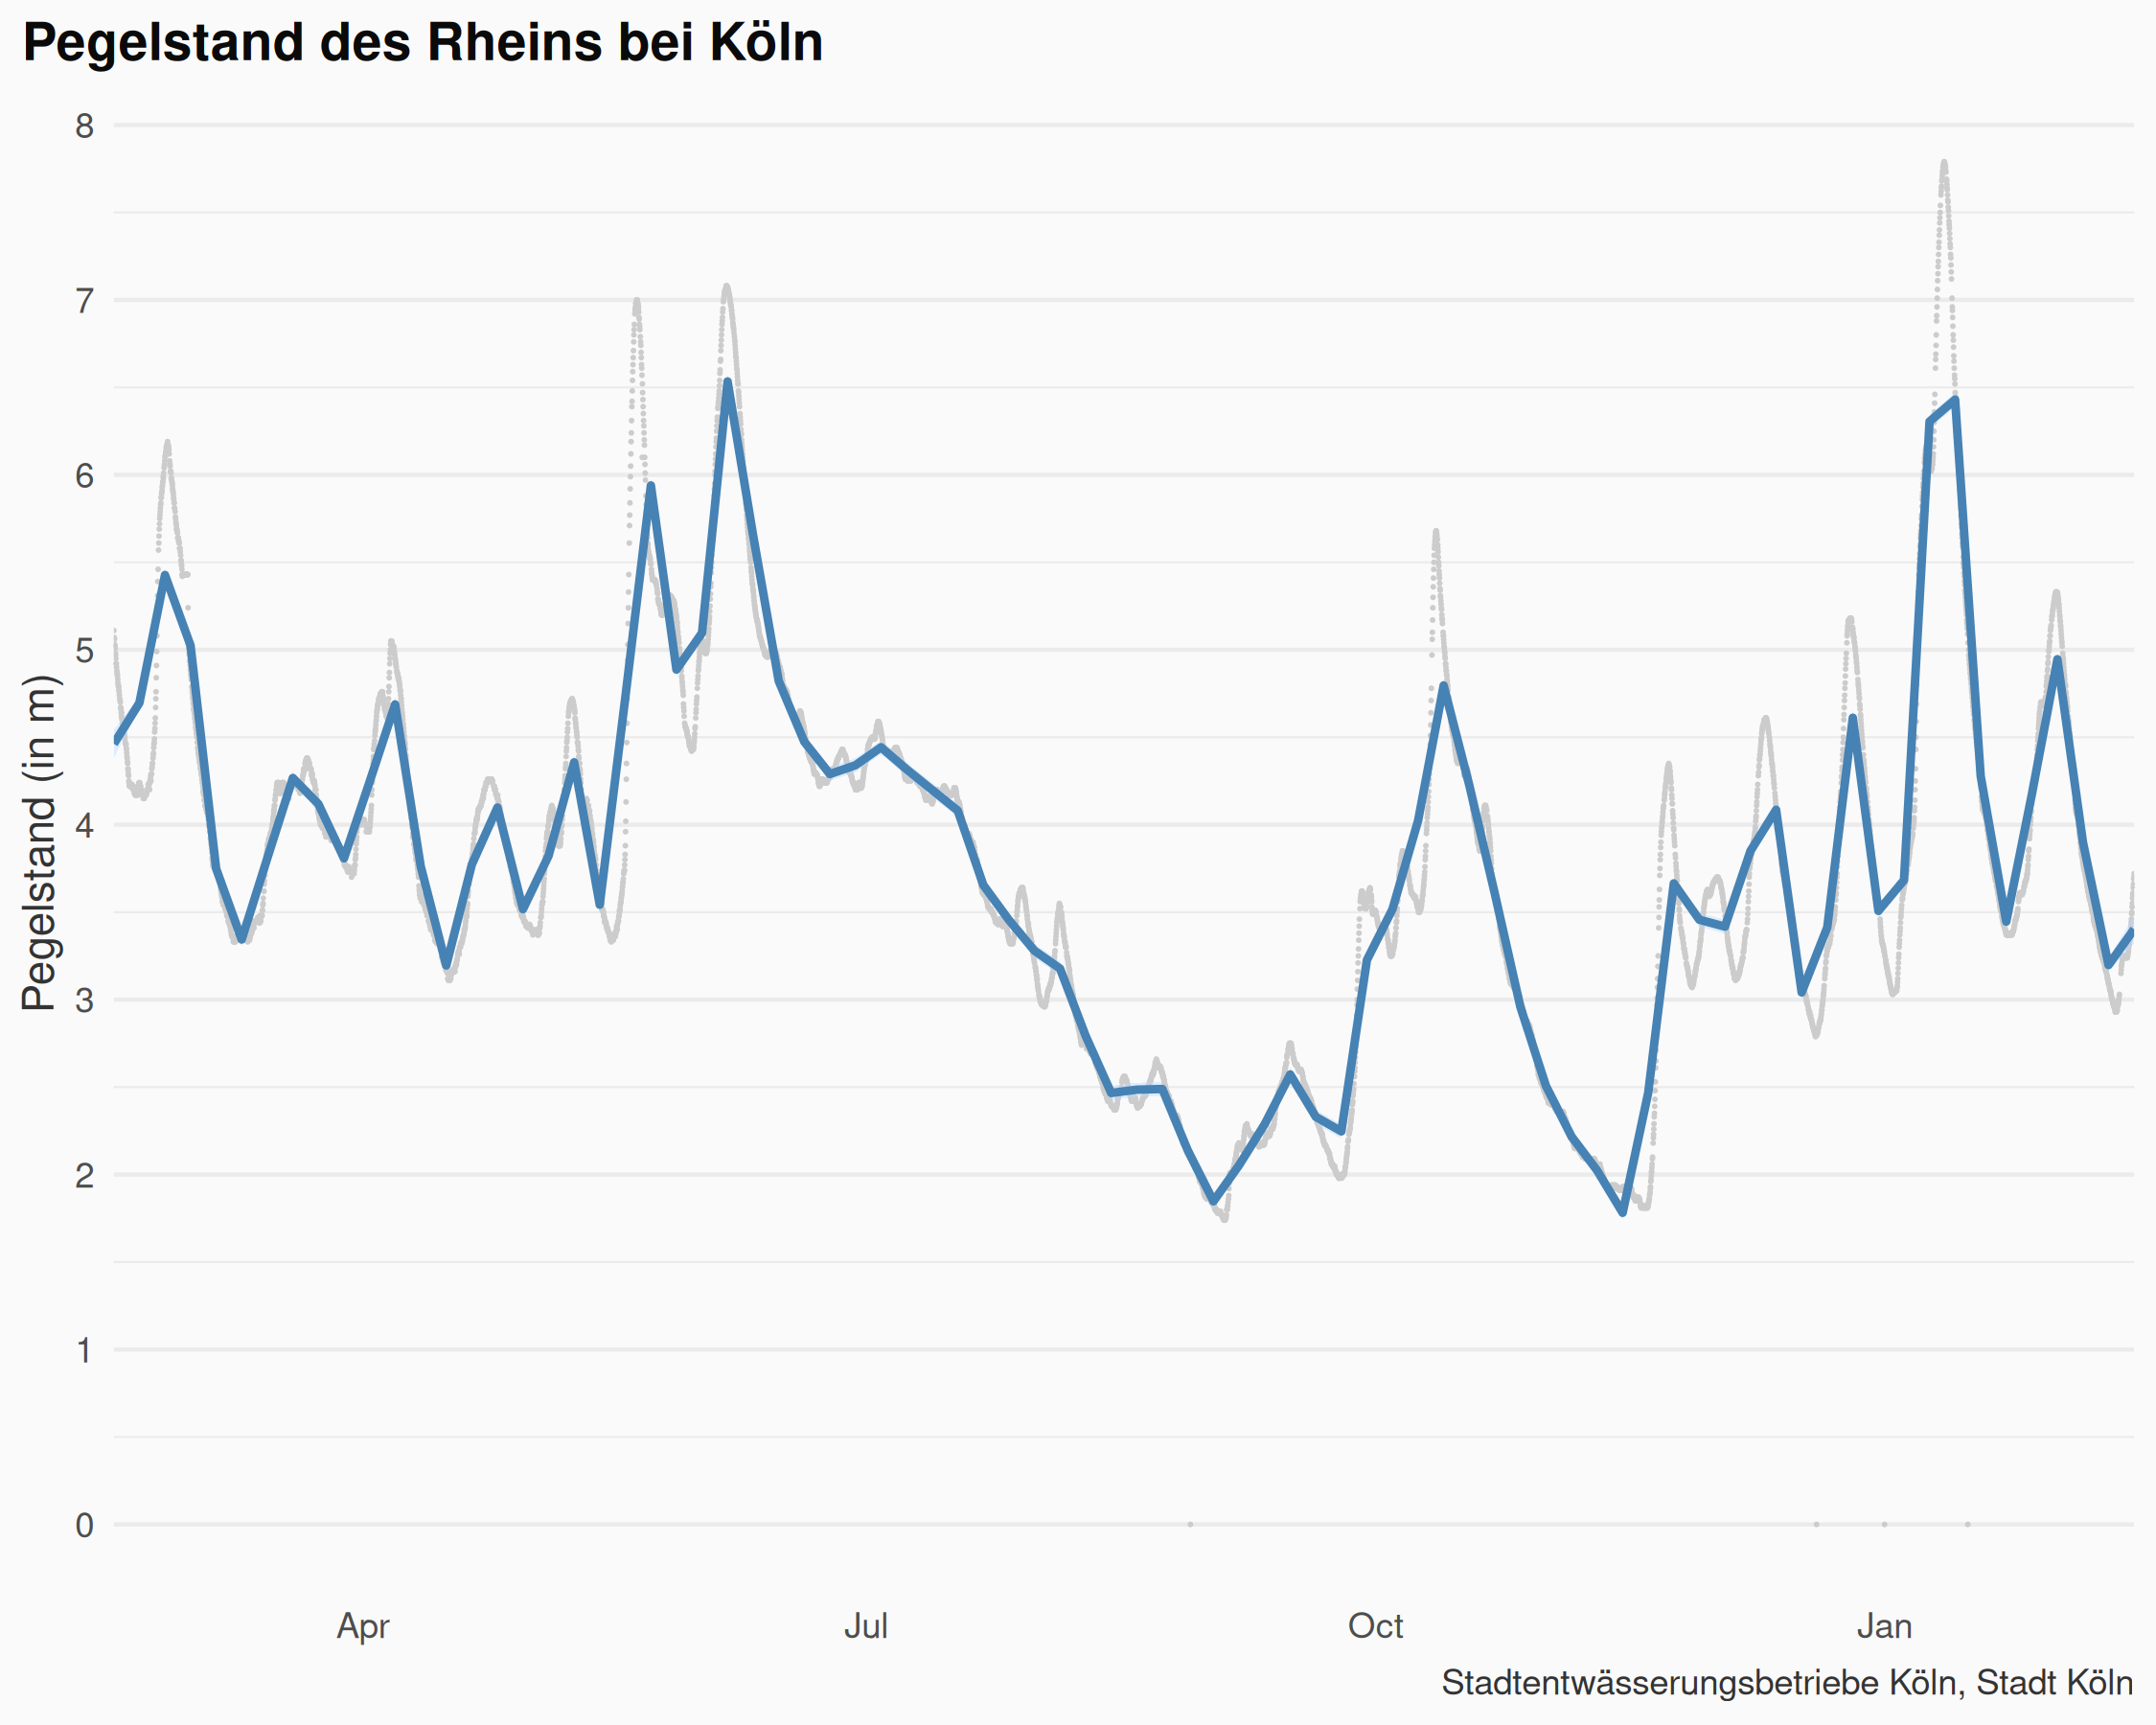 Pegelstand des Rheins bei Köln
Pegelstand (in m)
8
7
6
5
4
3
2
1
0
Apr Jul Oct Jan
Stadtentwässerungsbetriebe Köln, Stadt Köln